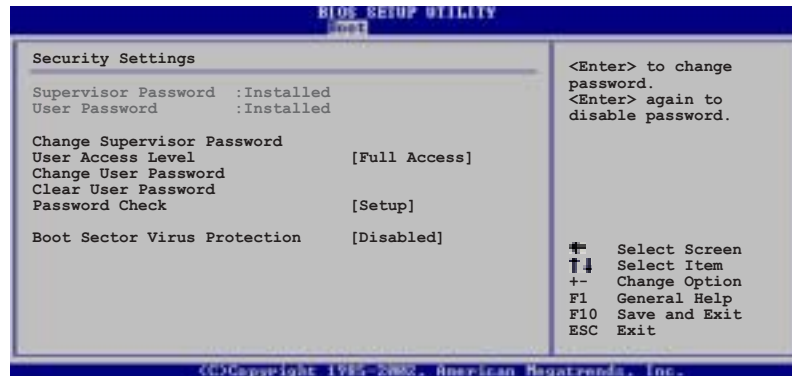 BIOS SETUP UTILITY
Boot
Security Settings
Supervisor Password :Installed
User Password :Installed
Change Supervisor Password
User Access Level [Full Access]
Change User Password
Clear User Password
Password Check [Setup]
Boot Sector Virus Protection [Disabled]
<Enter> to change
password.
<Enter> again to
disable password.
Select Screen
Select Item
+- Change Option
F1 General Help
F10 Save and Exit
ESC Exit
(C)Copyright 1985-2002, American Megatrends, Inc.